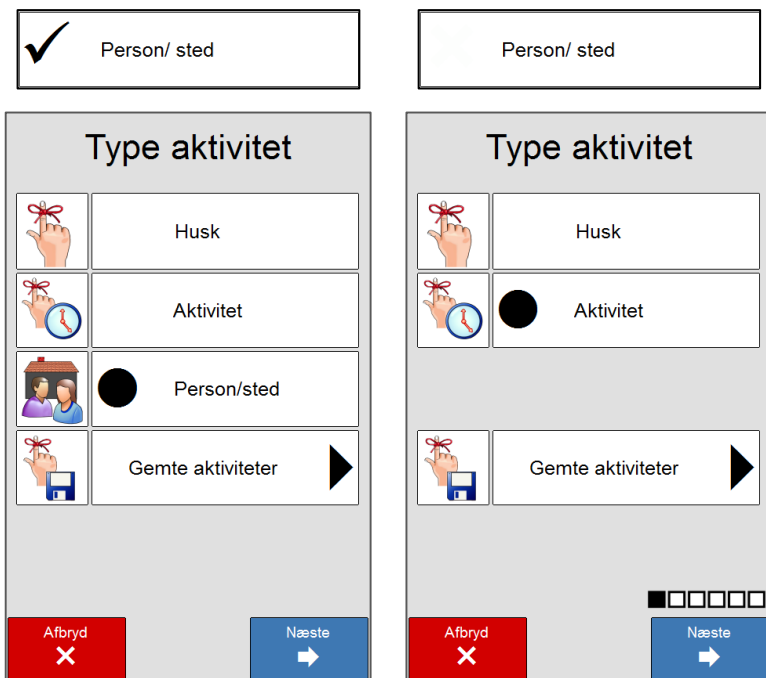 Person/ sted
Type aktivitet
Husk
Aktivitet
Person/sted
Gemte aktiviteter
Afbryd
Næste
Person/ sted
Type aktivitet
Husk
Aktivitet
Gemte aktiviteter
Afbryd
Næste